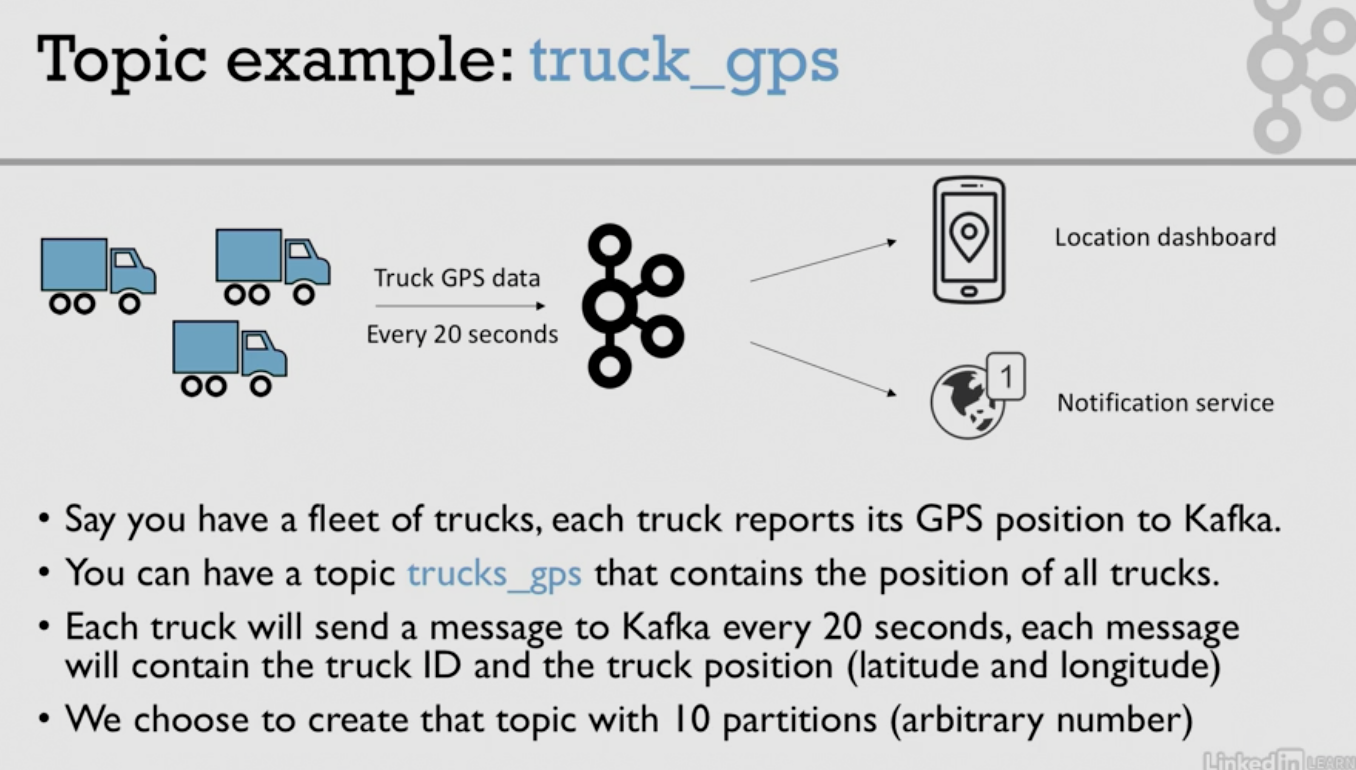 Topic example: truck_gps
Truck GPS data
Every 20 seconds
Location dashboard
1
Notification service
• Say you have a fleet of trucks, each truck reports its GPS position to Kafka.
• You can have a topic trucks_gps that contains the position of all trucks.
• Each truck will send a message to Kafka every 20 seconds, each message
will contain the truck ID and the truck position (latitude and longitude)
• We choose to create that topic with 10 partitions (arbitrary number)
Linked in LEARN